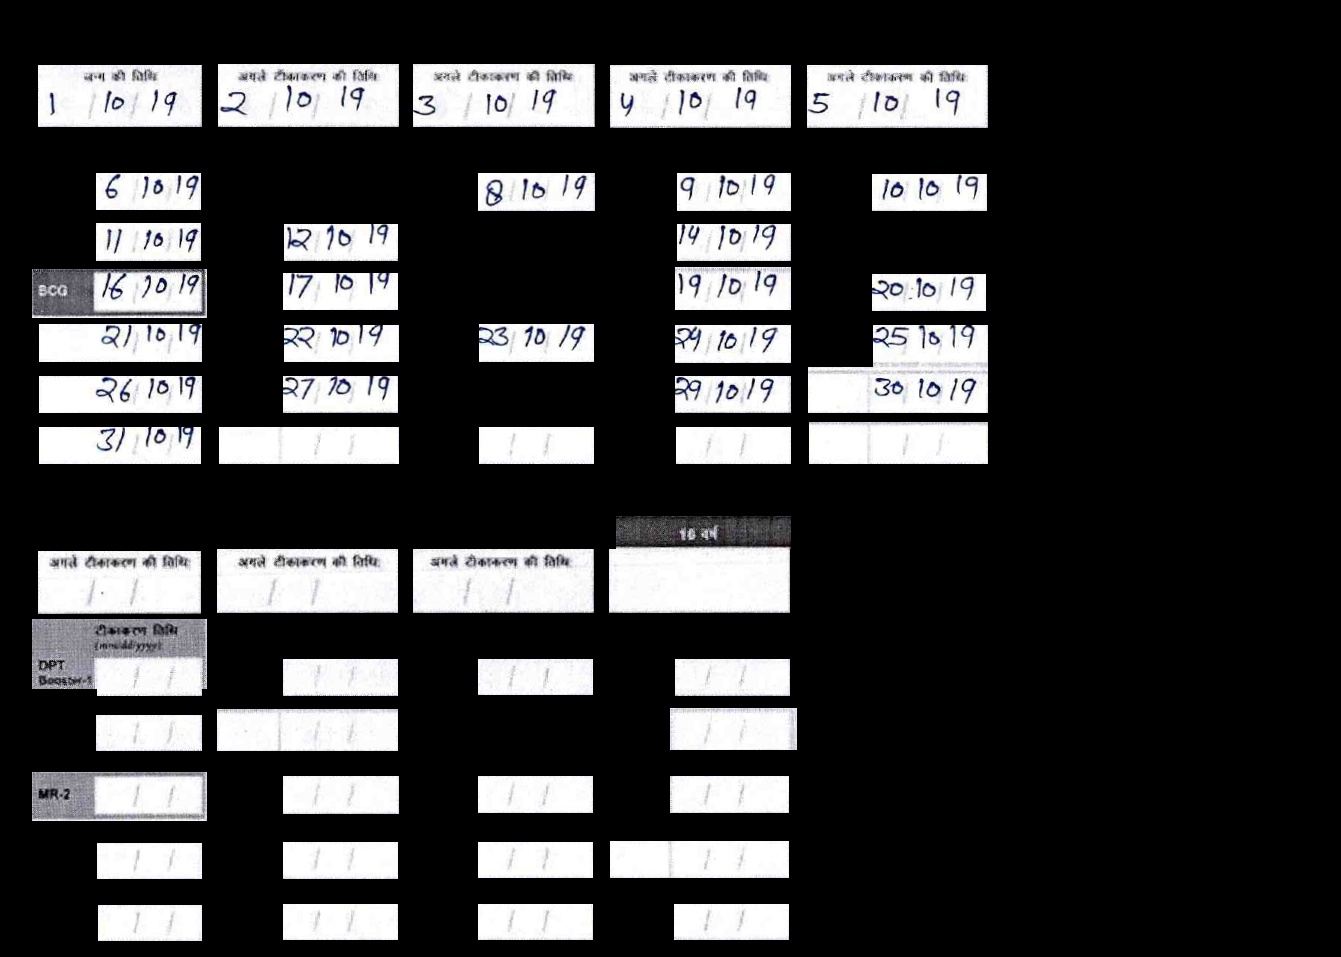 जन्म की तिथि अगले टीकाकरण की तिथि: अगले टीकाकरण की तिथि: अगले टीकाकरण की तिथि: अगले टीकाकरण की तिथि:
1/10/19 2/10/19 3/10/19 4/10/19 5/10/19
6/10/19 8/10/19 9/10/19 10/10/19
11/10/19 12/10/19 14/10/19
BCG 16/10/19 17/10/19 19/10/19 20/10/19
21/10/19 22/10/19 23/10/19 24/10/19 25/10/19
26/10/19 27/10/19 29/10/19 30/10/19
31/10/19 / / / / / / / /
16 वर्ष
अगले टीकाकरण की तिथि: अगले टीकाकरण की तिथि: अगले टीकाकरण की तिथि:
/ / / / / /
टीकाकरण तिथि
(mm/dd/yyyy)
DPT
Booster-1 / / / / / / / /
/ / / / / /
MR-2 / / / / / / / /
/ / / / / / / /
/ / / / / / / /